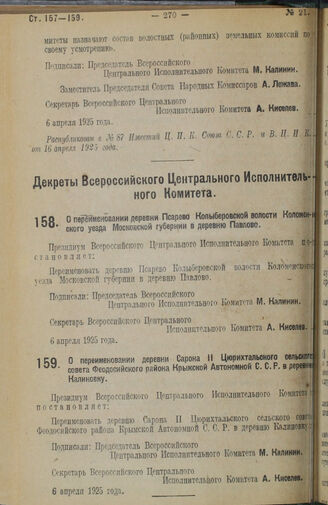 Ст. 157—159.
— 270 —
№ 21.
митеты назначают состав волостных (районных) земельных комиссий по
своему усмотрению».
Подписали: Председатель Всероссийского
Центрального Исполнительного Комитета М. Калинин.
Заместитель Председателя Совета Народных Комиссаров А. Лежава.
Секретарь Всероссийского Центрального
Исполнительного Комитета А. Киселев.
6 апреля 1925 года.
Распубликован в № 87 Известий Ц. И. К. Союза С. С. Р. и В. Ц. И. К.
от 16 апреля 1925 года.
Декреты Всероссийского Центрального Исполнитель-
ного Комитета.
158. О переименовании деревни Псарево Колыберовской волости Коломен-
ского уезда Московской губернии в деревню Павлово.
Президиум Всероссийского Центрального Исполнительного Комитета
становляет:
Переименовать деревню Псарево Колыберовской волости Коломенского
уезда Московской губернии в деревню Павлово.
Подписали: Председатель Всероссийского
Центрального Исполнительного Комитета М. Калинин.
Секретарь Всероссийского Центрального
Исполнительного Комитета А. Киселев.
6 апреля 1925 года.
159. О переименовании деревни Сарона II Цюрихтальского сельского
совета Феодосийского района Крымской Автономной С. С. Р. в деревню
Калиновку.
Президиум Всероссийского Центрального Исполнительного Комитета
постановляет:
Переименовать деревню Сарона II Цюрихтальского сельского совета
Феодосийского района Крымской Автономной С. С. Р. в деревню Калиновку.
Подписали: Председатель Всероссийского
Центрального Исполнительного Комитета М. Калинин.
Секретарь Всероссийского Центрального
Исполнительного Комитета А. Киселев.
6 апреля 1925 года.